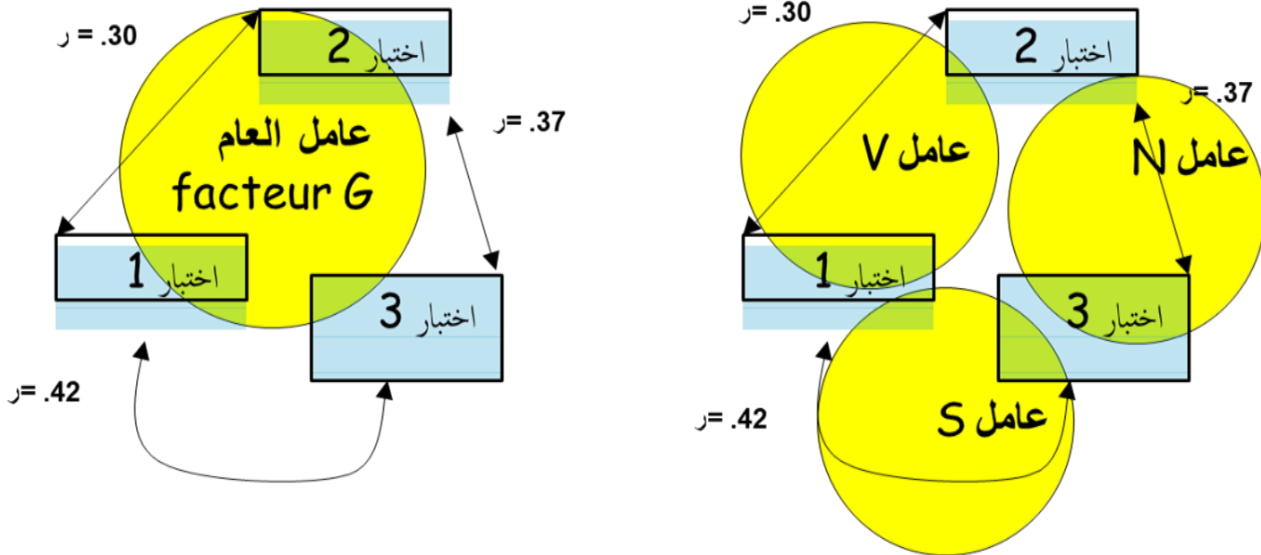 ر = .30
اختبار 2
ر= .37
عامل العام
facteur G
اختبار 1
اختبار 3
ر= .42
ر= .30
اختبار 2
ر= .37
عامل V
عامل N
اختبار 1
اختبار 3
ر= .42
عامل S